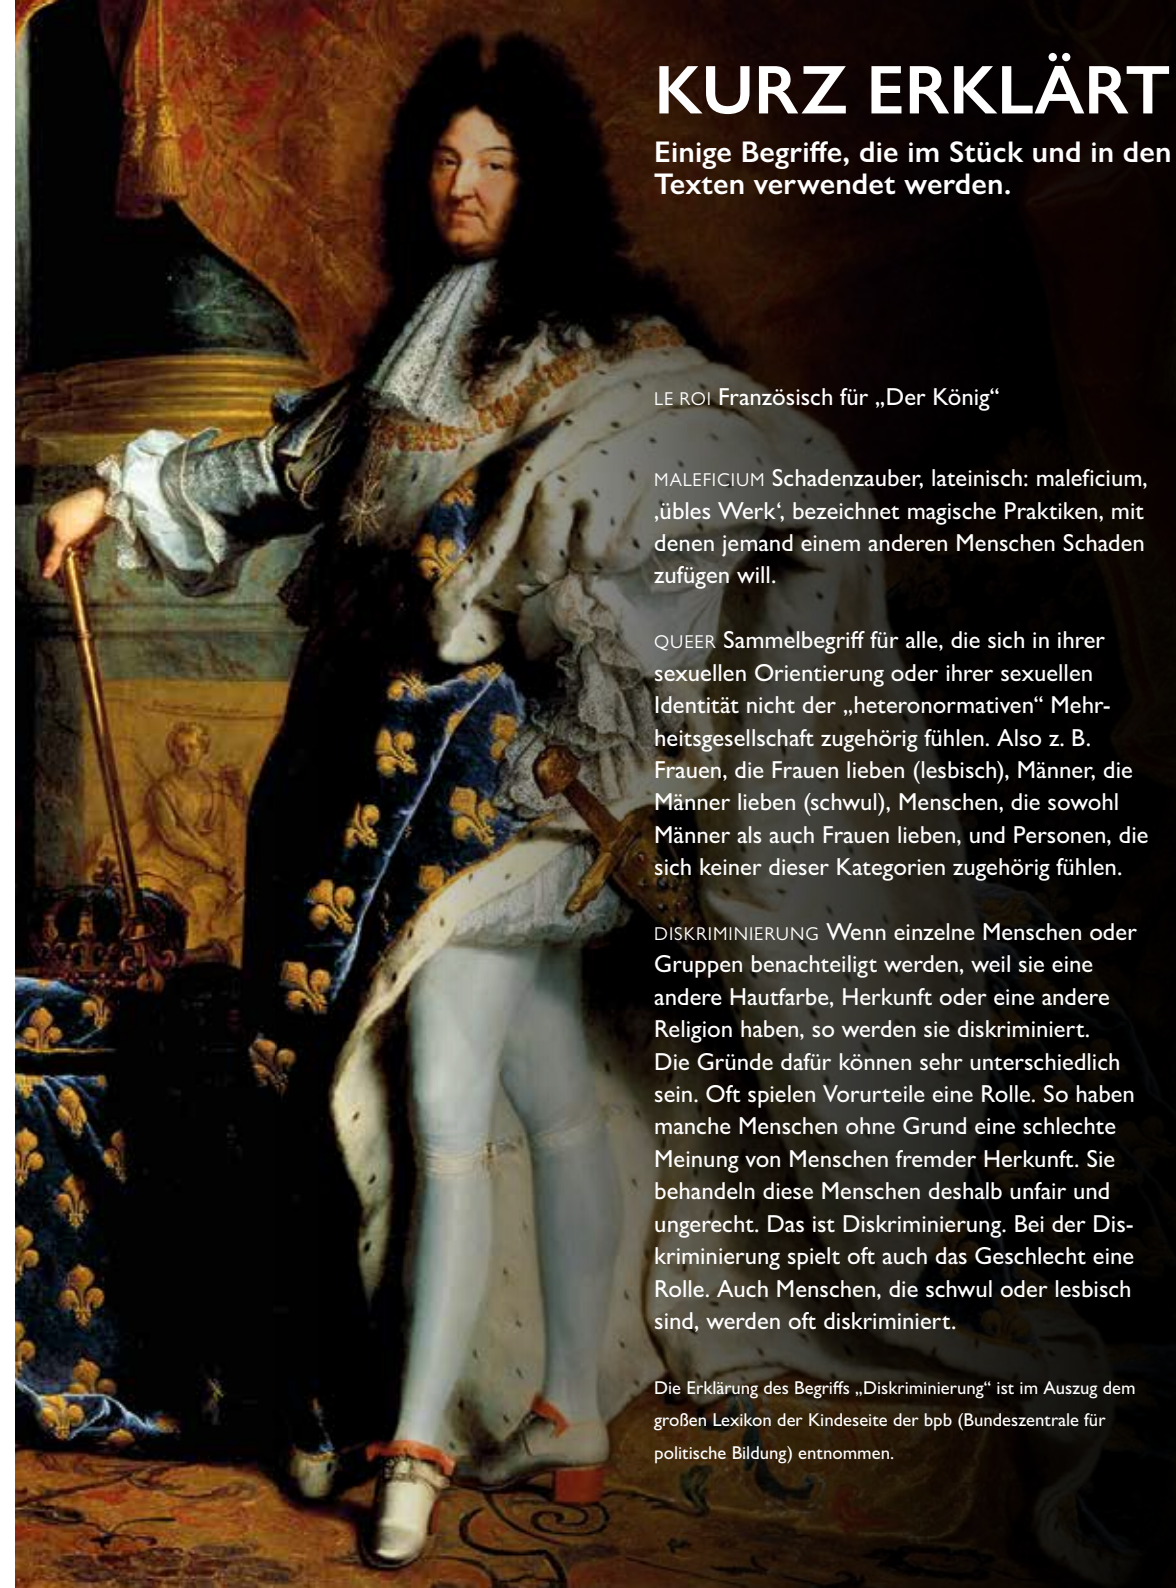 KURZ ERKLÄRT
Einige Begriffe, die im Stück und in den
Texten verwendet werden.
LE ROI Französisch für „Der König“
MALEFICIUM Schadenzauber, lateinisch: maleficium,
‚übles Werk‘, bezeichnet magische Praktiken, mit
denen jemand einem anderen Menschen Schaden
zufügen will.
QUEER Sammelbegriff für alle, die sich in ihrer
sexuellen Orientierung oder ihrer sexuellen
Identität nicht der „heteronormativen“ Mehr-
heitsgesellschaft zugehörig fühlen. Also z. B.
Frauen, die Frauen lieben (lesbisch), Männer, die
Männer lieben (schwul), Menschen, die sowohl
Männer als auch Frauen lieben, und Personen, die
sich keiner dieser Kategorien zugehörig fühlen.
DISKRIMINIERUNG Wenn einzelne Menschen oder
Gruppen benachteiligt werden, weil sie eine
andere Hautfarbe, Herkunft oder eine andere
Religion haben, so werden sie diskriminiert.
Die Gründe dafür können sehr unterschiedlich
sein. Oft spielen Vorurteile eine Rolle. So haben
manche Menschen ohne Grund eine schlechte
Meinung von Menschen fremder Herkunft. Sie
behandeln diese Menschen deshalb unfair und
ungerecht. Das ist Diskriminierung. Bei der Dis-
kriminierung spielt oft auch das Geschlecht eine
Rolle. Auch Menschen, die schwul oder lesbisch
sind, werden oft diskriminiert.
Die Erklärung des Begriffs „Diskriminierung“ ist im Auszug dem
großen Lexikon der Kindeseite der bpb (Bundeszentrale für
politische Bildung) entnommen.